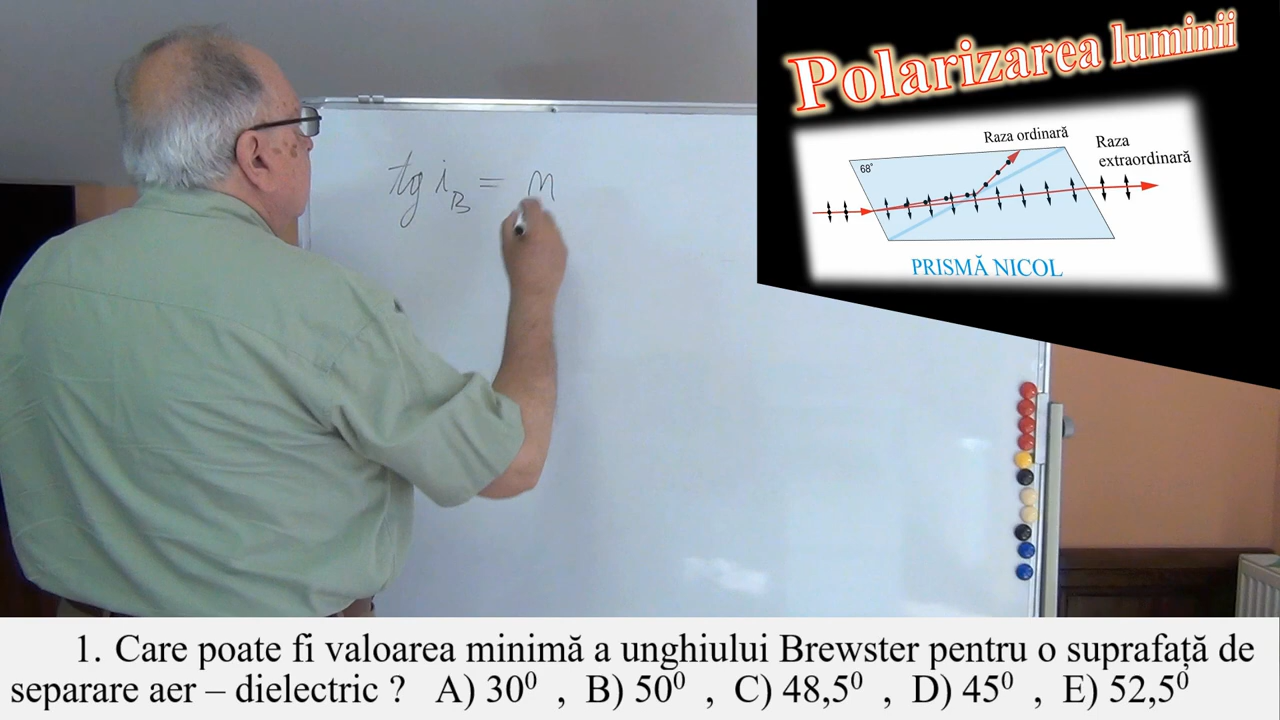 Polarizarea luminii
Raza ordinară
Raza
extraordinară
68°
PRISMĂ NICOL
tg i_B = n
1. Care poate fi valoarea minimă a unghiului Brewster pentru o suprafață de
separare aer – dielectric ? A) 30⁰ , B) 50⁰ , C) 48,5⁰ , D) 45⁰ , E) 52,5⁰